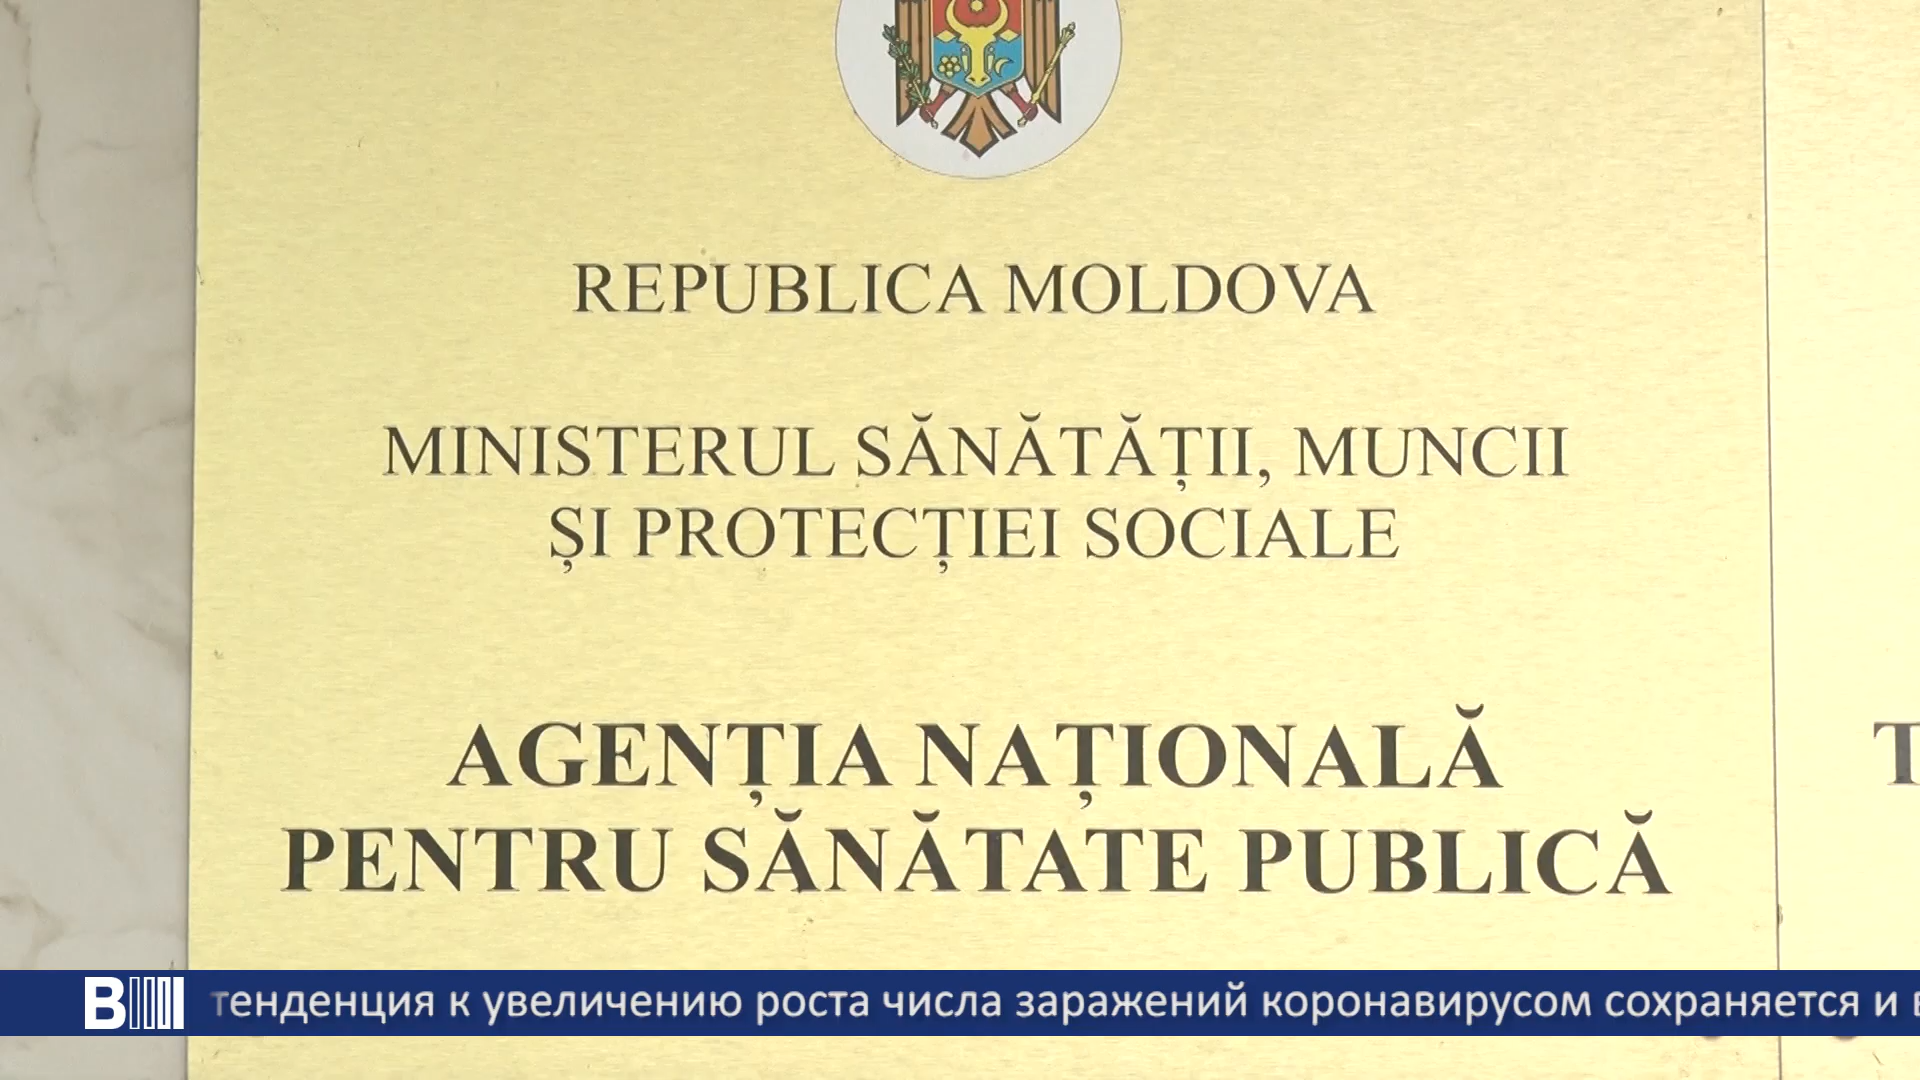 REPUBLICA MOLDOVA
MINISTERUL SĂNĂTĂȚII, MUNCII
ȘI PROTECȚIEI SOCIALE
AGENȚIA NAȚIONALĂ
PENTRU SĂNĂTATE PUBLICĂ
T
тенденция к увеличению роста числа заражений коронавирусом сохраняется и